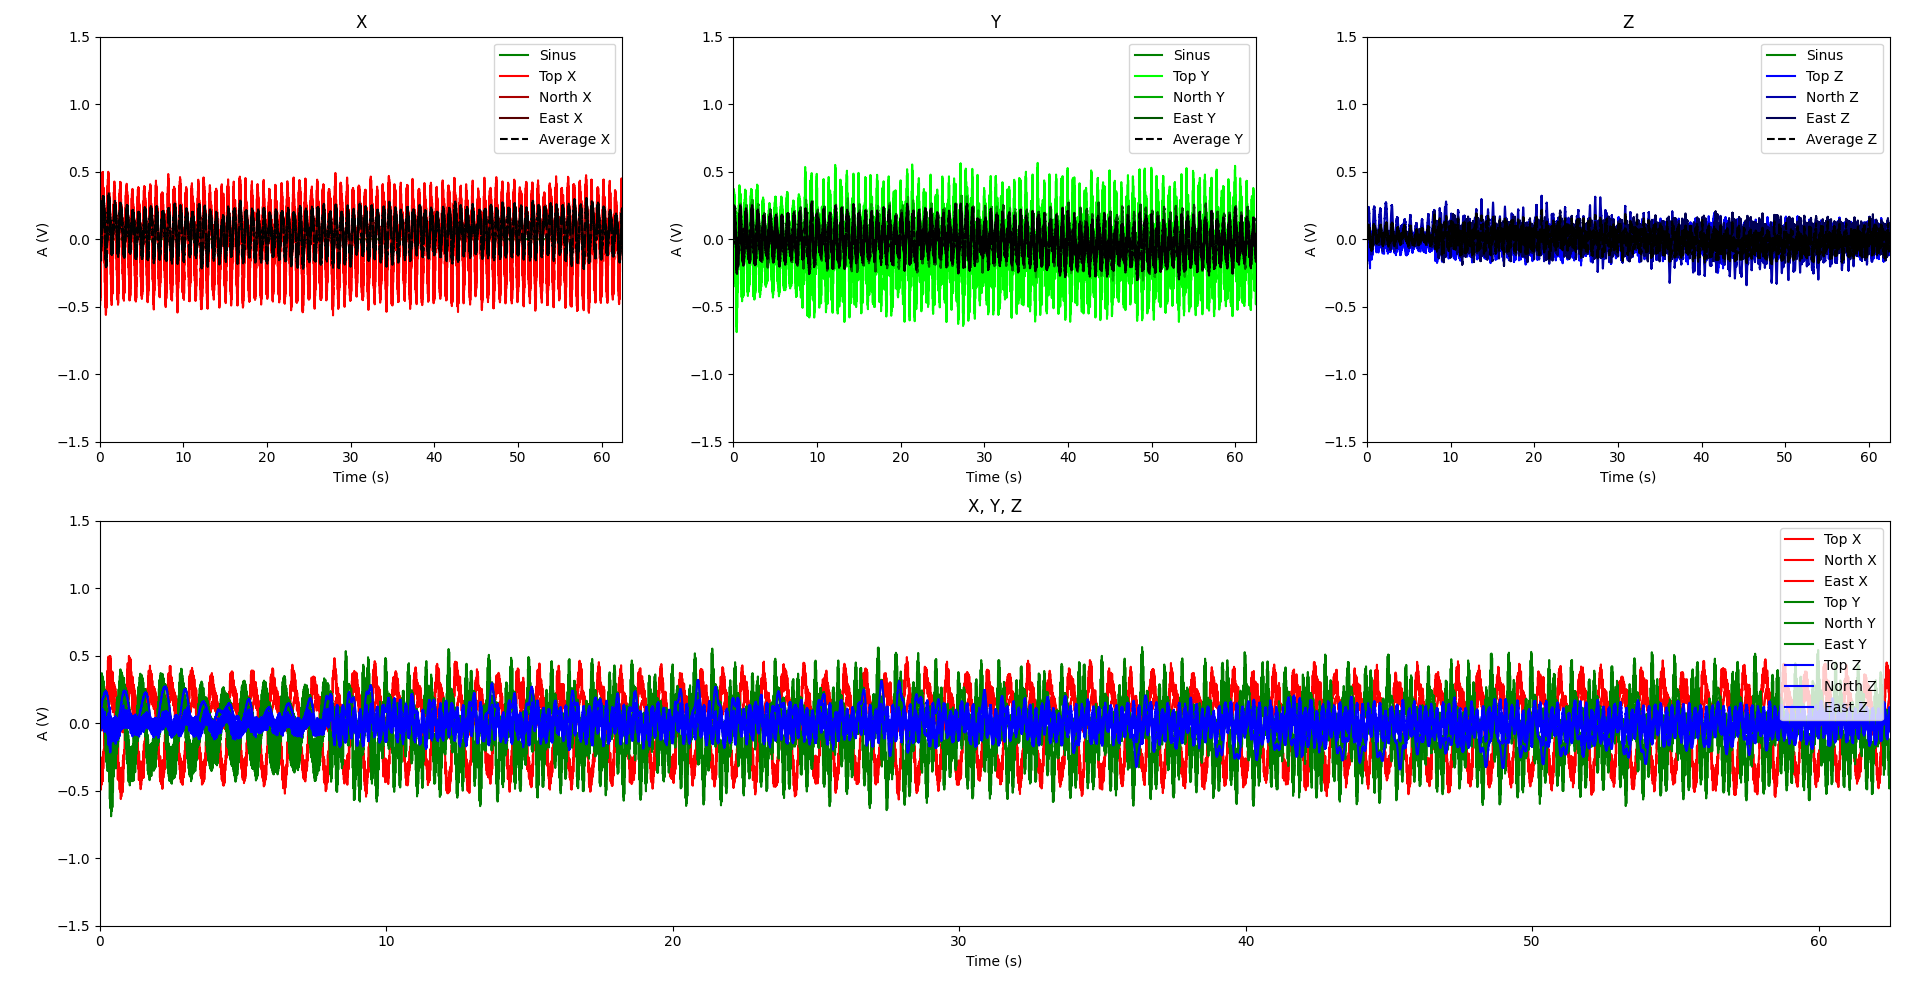 X
1.5
1.0
0.5
0.0
−0.5
−1.0
−1.5
A (V)
0 10 20 30 40 50 60
Time (s)
Sinus
Top X
North X
East X
Average X
Y
1.5
1.0
0.5
0.0
−0.5
−1.0
−1.5
A (V)
0 10 20 30 40 50 60
Time (s)
Sinus
Top Y
North Y
East Y
Average Y
Z
1.5
1.0
0.5
0.0
−0.5
−1.0
−1.5
A (V)
0 10 20 30 40 50 60
Time (s)
Sinus
Top Z
North Z
East Z
Average Z
X, Y, Z
1.5
1.0
0.5
0.0
−0.5
−1.0
−1.5
A (V)
0 10 20 30 40 50 60
Time (s)
Top X
North X
East X
Top Y
North Y
East Y
Top Z
North Z
East Z